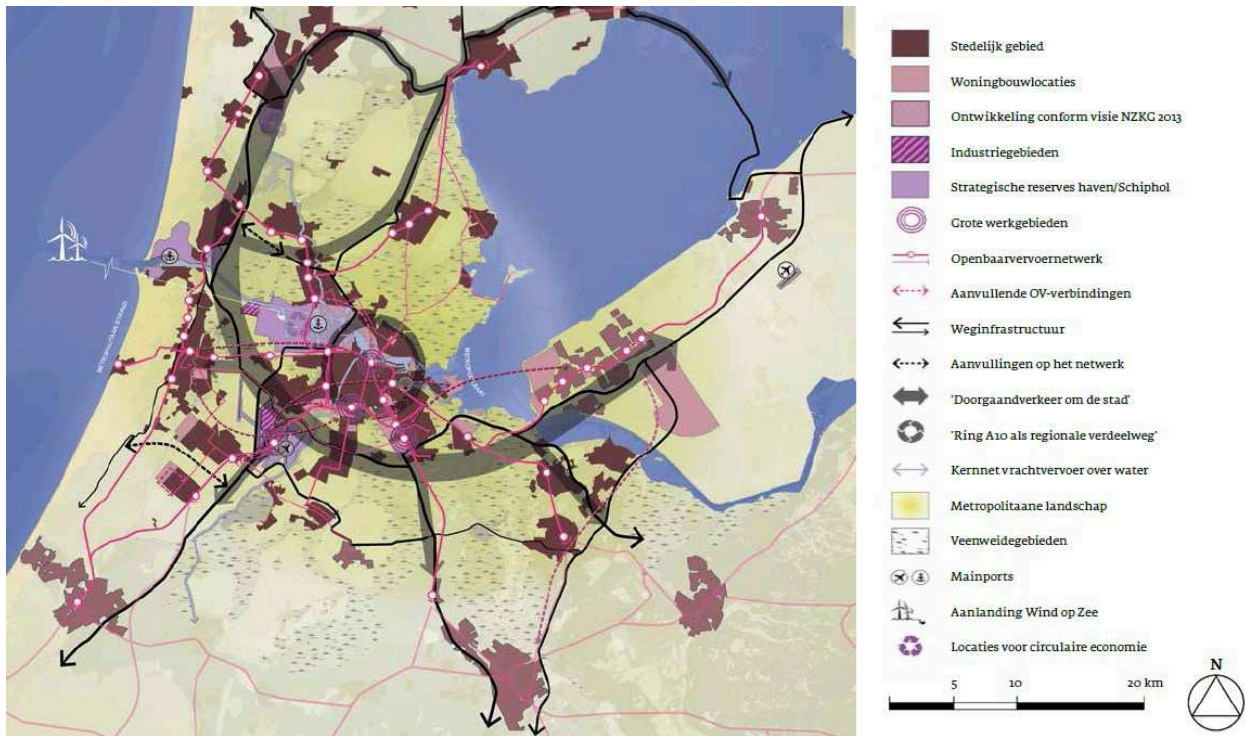 METROPOLITAAN STRAND
Stedelijk gebied
Woningbouwlocaties
Ontwikkeling conform visie NZKG 2013
Industriegebieden
Strategische reserves haven/Schiphol
Grote werkgebieden
Openbaarvervoernetwerk
Aanvullende OV-verbindingen
Weginfrastructuur
Aanvullingen op het netwerk
'Doorgaandverkeer om de stad'
'Ring A10 als regionale verdeelweg'
Kernnet vrachtvervoer over water
Metropolitaane landschap
Veenweidegebieden
Mainports
Aanlanding Wind op Zee
Locaties voor circulaire economie
5 10 20 km
N